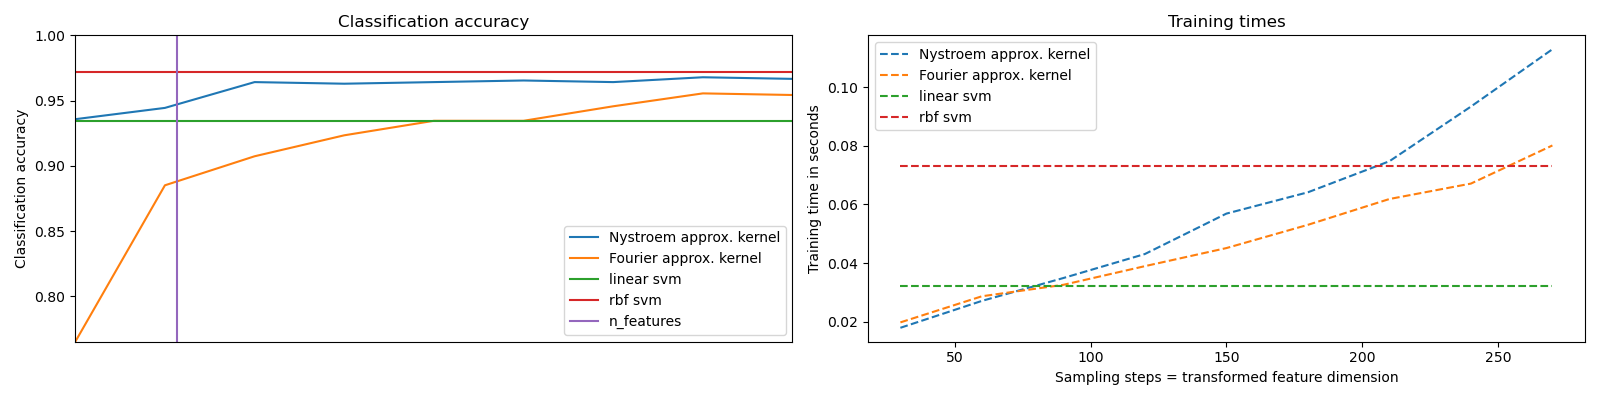 Classification accuracy
1.00
0.95
0.90
0.85
0.80
Classification accuracy
Nystroem approx. kernel
Fourier approx. kernel
linear svm
rbf svm
n_features
Training times
Nystroem approx. kernel
Fourier approx. kernel
linear svm
rbf svm
0.10
0.08
0.06
0.04
0.02
Training time in seconds
50
100
150
200
250
Sampling steps = transformed feature dimension